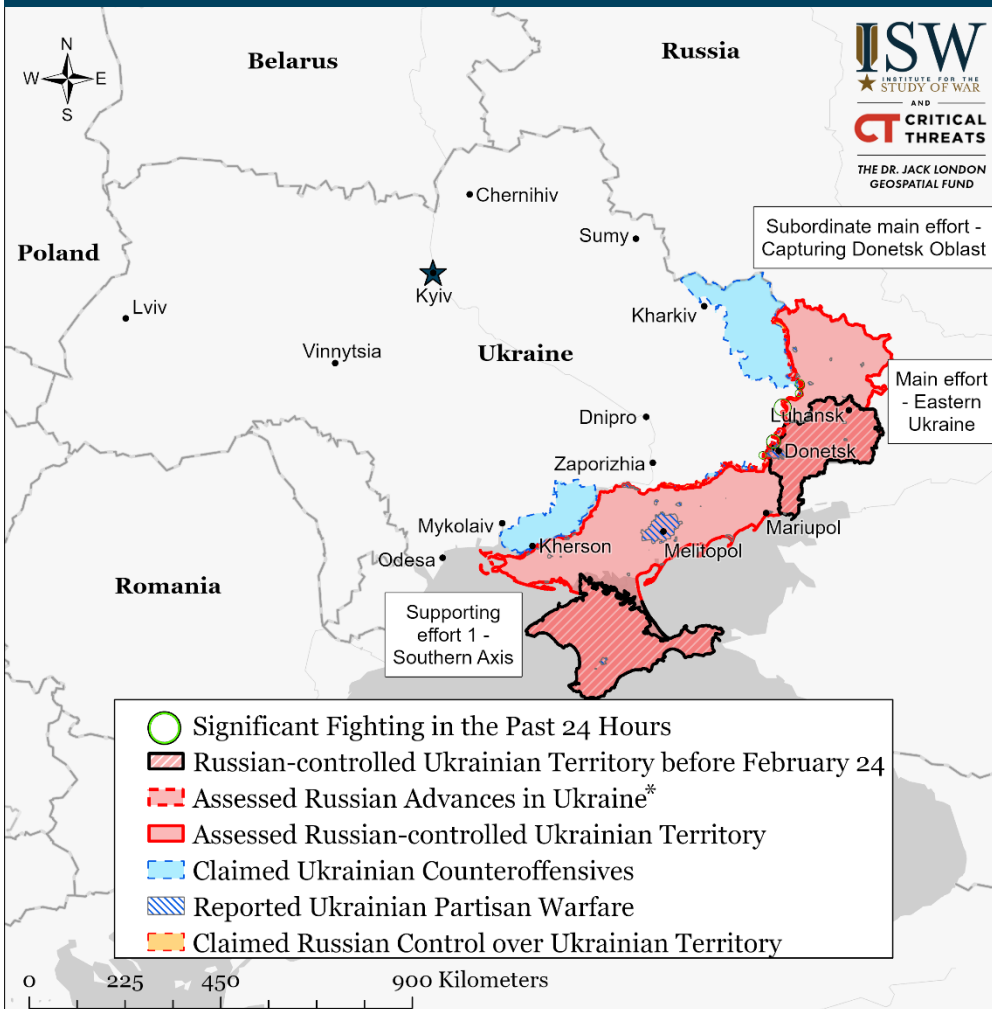 N
W
E
S
Belarus
Russia
ISW
INSTITUTE FOR THE
STUDY OF WAR
AND
CT CRITICAL
THREATS
THE DR. JACK LONDON
GEOSPATIAL FUND
Chernihiv
Subordinate main effort -
Capturing Donetsk Oblast
Sumy
Poland
Kyiv
Lviv
Kharkiv
Vinnytsia
Ukraine
Main effort
- Eastern
Ukraine
Dnipro
Luhansk
Donetsk
Zaporizhia
Mykolaiv
Mariupol
Kherson
Melitopol
Odesa
Romania
Supporting
effort 1 -
Southern Axis
Significant Fighting in the Past 24 Hours
Russian-controlled Ukrainian Territory before February 24
Assessed Russian Advances in Ukraine*
Assessed Russian-controlled Ukrainian Territory
Claimed Ukrainian Counteroffensives
Reported Ukrainian Partisan Warfare
Claimed Russian Control over Ukrainian Territory
0 225 450 900 Kilometers